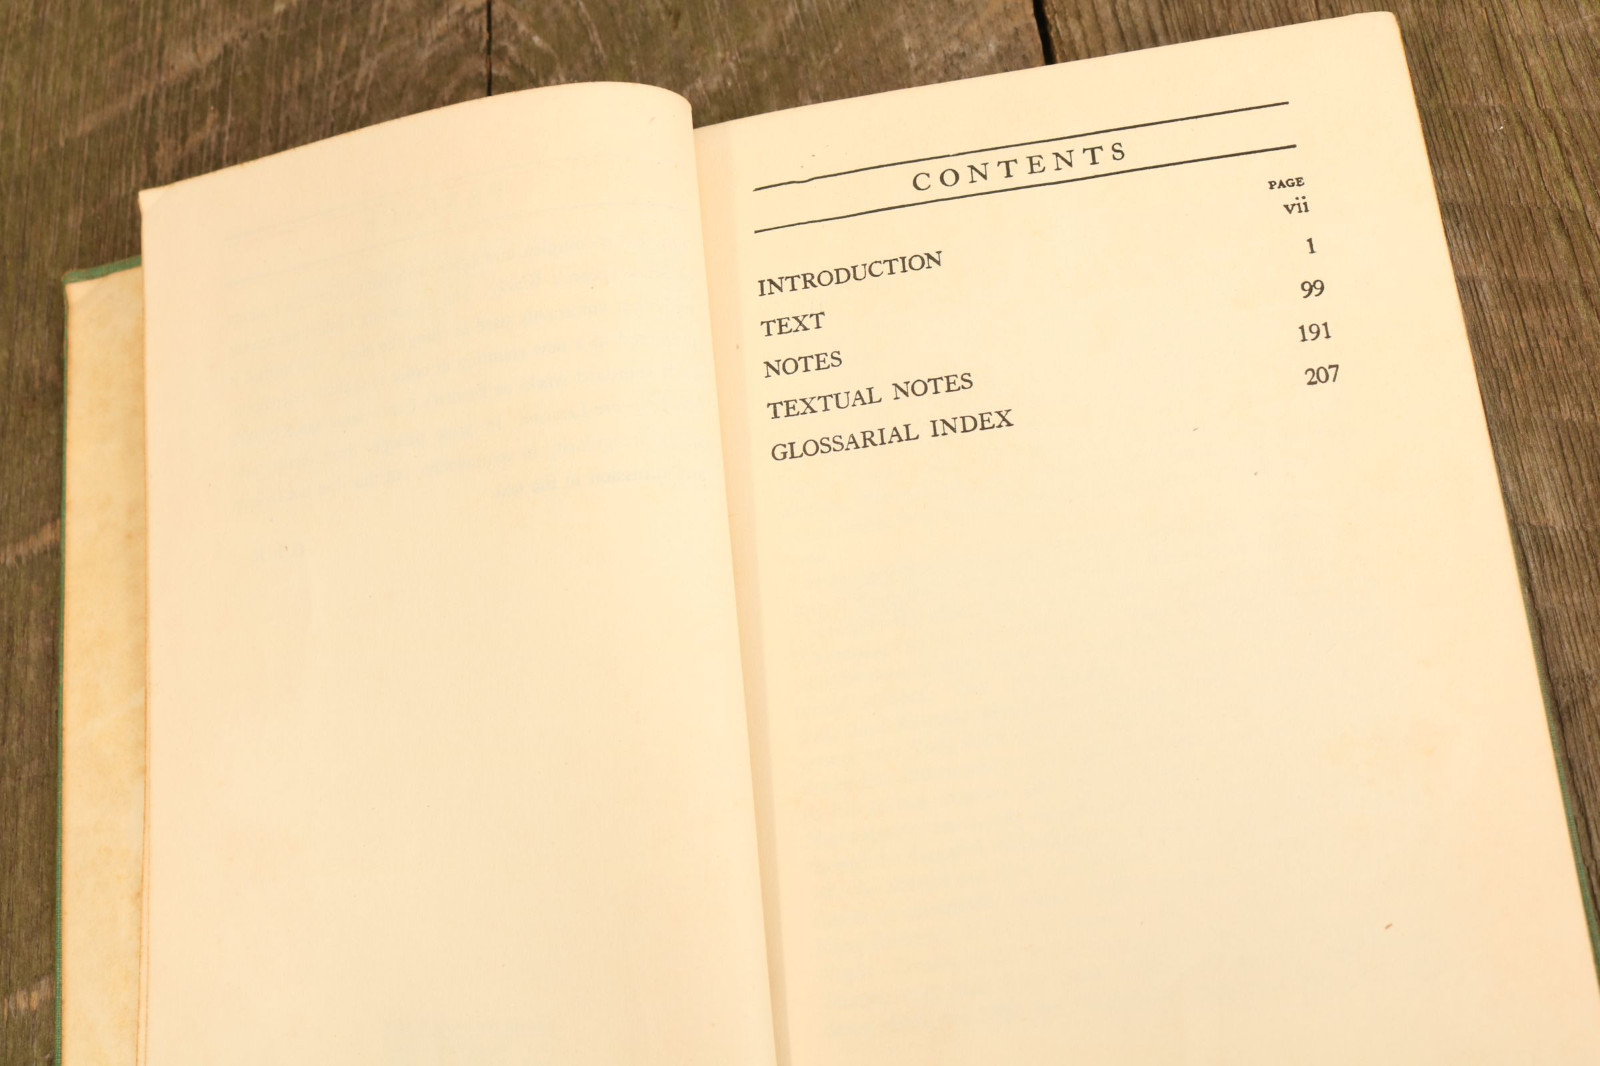 CONTENTS
PAGE
INTRODUCTION vii
TEXT 1
NOTES 99
TEXTUAL NOTES 191
GLOSSARIAL INDEX 207